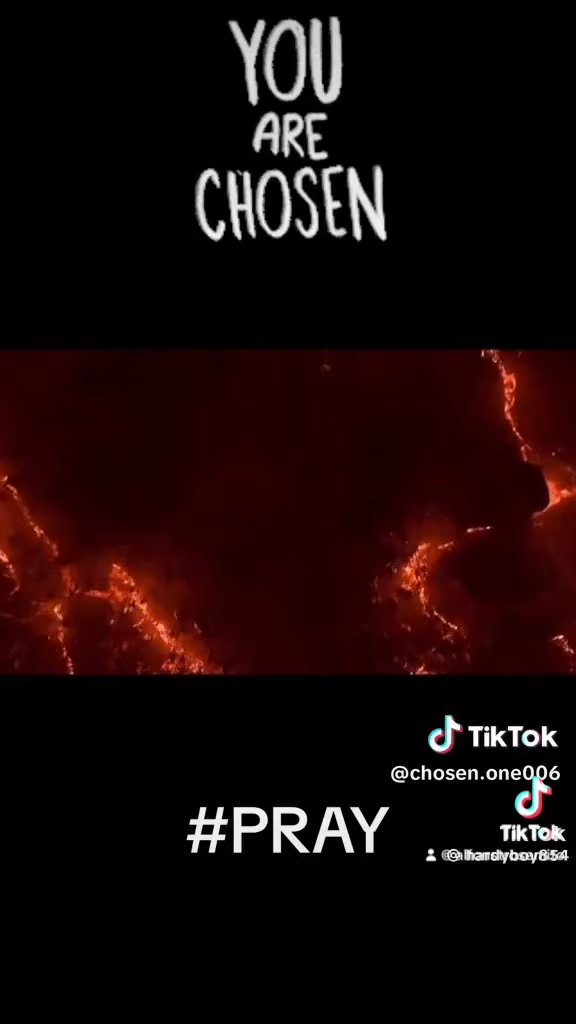 YOU
ARE
CHOSEN
TikTok
@chosen.one006
#PRAY
TikTok